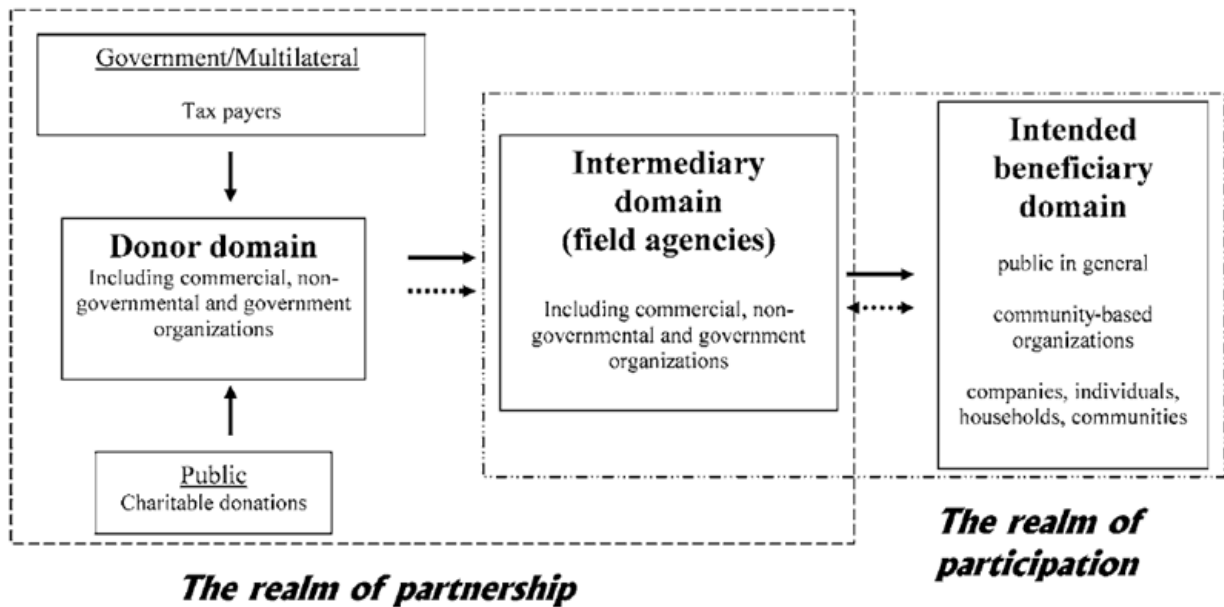 Government/Multilateral
Tax payers
Donor domain
Including commercial, non-
governmental and government
organizations
Public
Charitable donations
Intermediary
domain
(field agencies)
Including commercial, non-
governmental and government
organizations
Intended
beneficiary
domain
public in general
community-based
organizations
companies, individuals,
households, communities
The realm of partnership
The realm of
participation